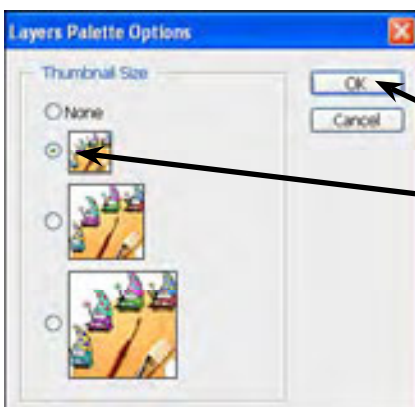 Layers Palette Options
Thumbnail Size
None
OK
Cancel